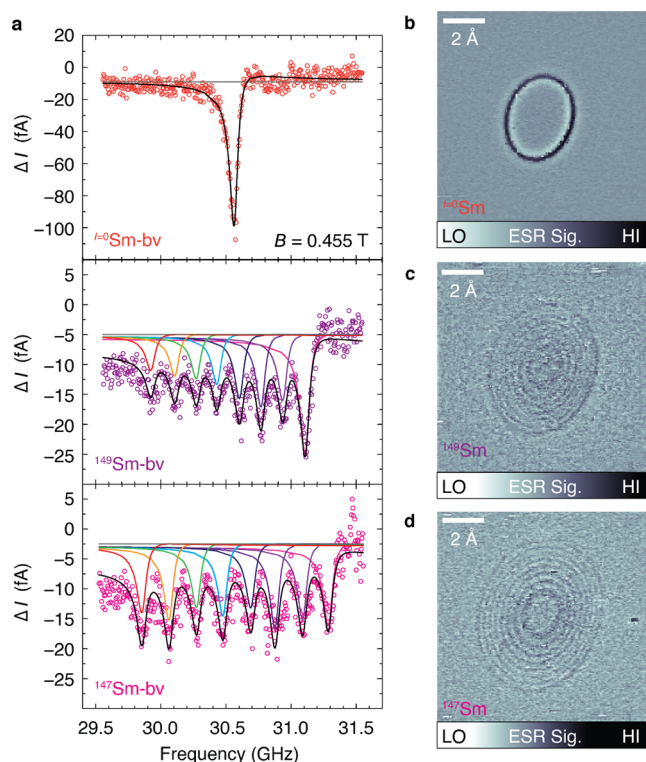 a
20
0
−20
−40
−60
−80
−100
Δ I (fA)
I=0Sm-bv
B = 0.455 T
5
0
−5
−10
−15
−20
−25
Δ I (fA)
149Sm-bv
5
0
−5
−10
−15
−20
−25
Δ I (fA)
147Sm-bv
29.5 30.0 30.5 31.0 31.5
Frequency (GHz)
b
2 Å
I=0Sm
LO ESR Sig. HI
c
2 Å
149Sm
LO ESR Sig. HI
d
2 Å
147Sm
LO ESR Sig. HI